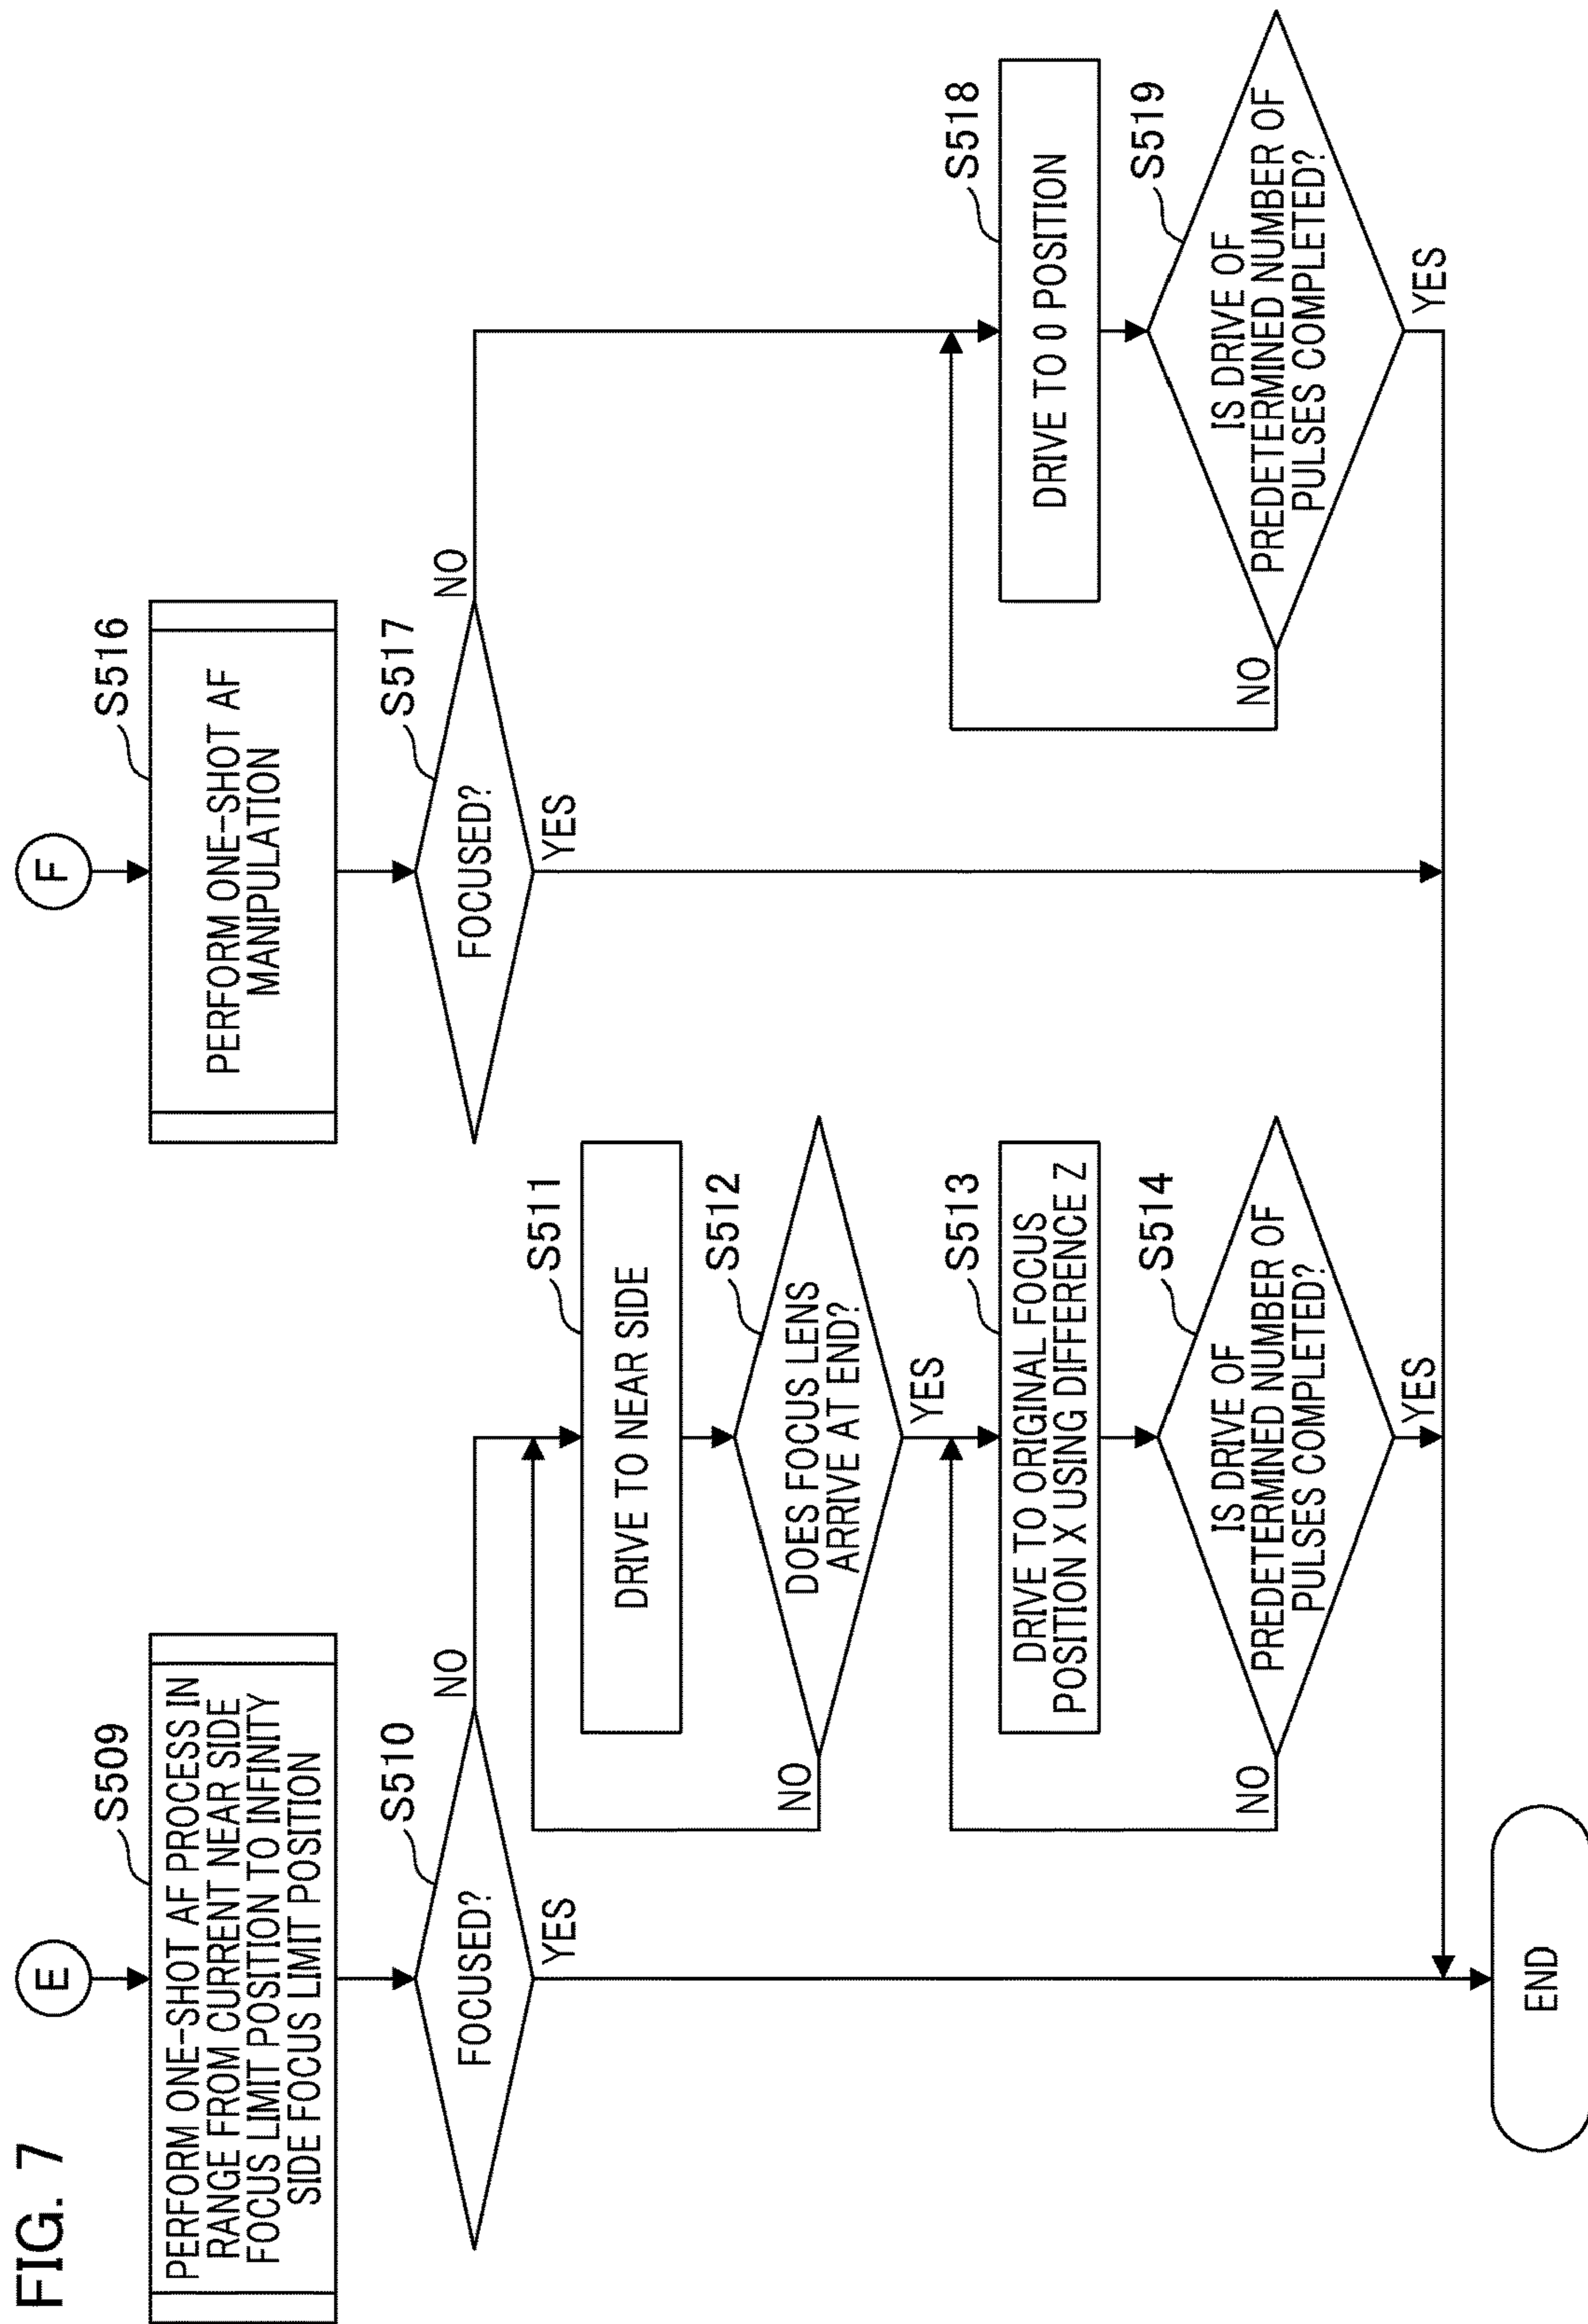 FIG. 7
E
S509
PERFORM ONE-SHOT AF PROCESS IN
RANGE FROM CURRENT NEAR SIDE
FOCUS LIMIT POSITION TO INFINITY
SIDE FOCUS LIMIT POSITION
S510
FOCUSED?
NO
YES
S511
DRIVE TO NEAR SIDE
S512
DOES FOCUS LENS
ARRIVE AT END?
NO
YES
S513
DRIVE TO ORIGINAL FOCUS
POSITION X USING DIFFERENCE Z
S514
IS DRIVE OF
PREDETERMINED NUMBER OF
PULSES COMPLETED?
NO
YES
END
F
S516
PERFORM ONE-SHOT AF
MANIPULATION
S517
FOCUSED?
NO
YES
S518
DRIVE TO 0 POSITION
S519
IS DRIVE OF
PREDETERMINED NUMBER OF
PULSES COMPLETED?
NO
YES